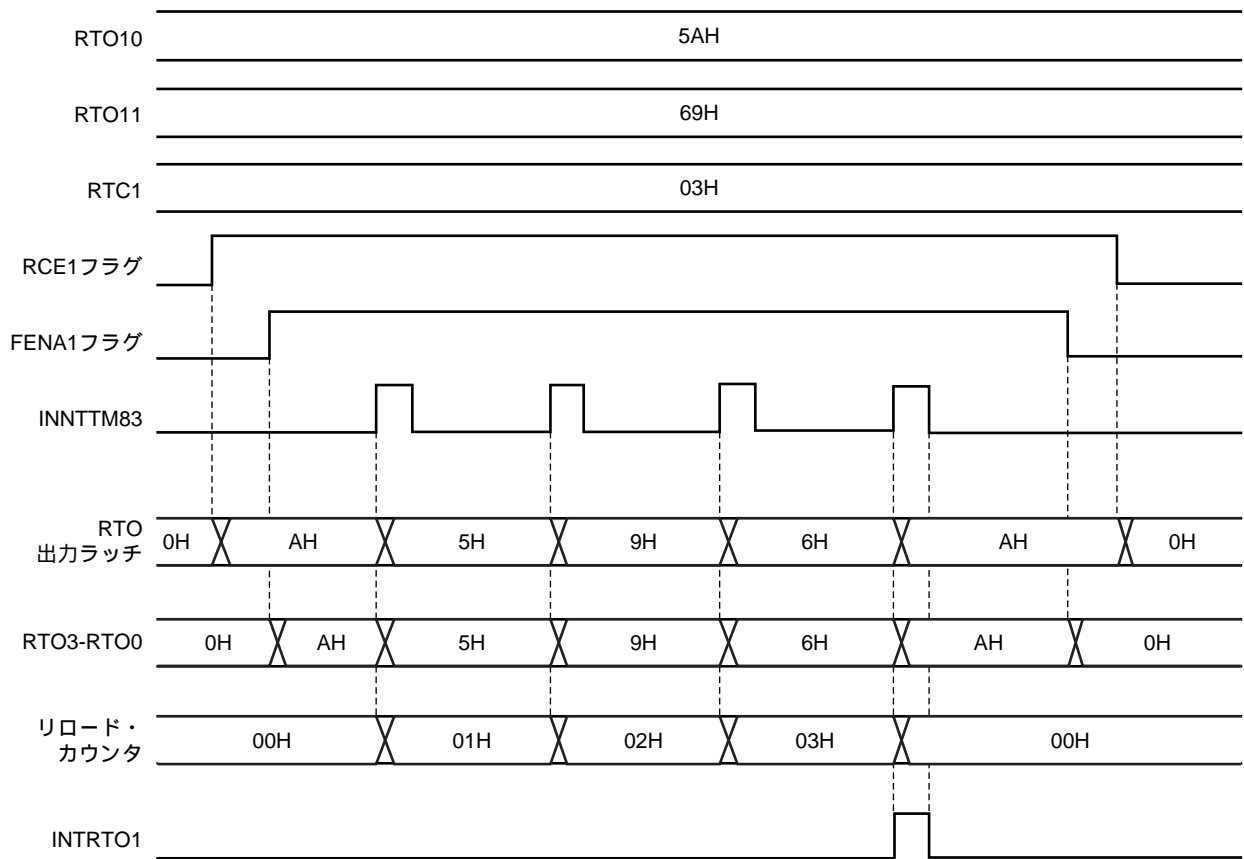 RTO10
5AH
RTO11
69H
RTC1
03H
RCE1フラグ
FENA1フラグ
INNTTM83
RTO
出力ラッチ
0H AH 5H 9H 6H AH 0H
RTO3-RTO0
0H AH 5H 9H 6H AH 0H
リロード・
カウンタ
00H 01H 02H 03H 00H
INTRTO1